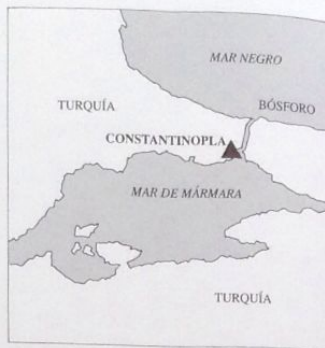 MAR NEGRO
TURQUÍA
BÓSFORO
CONSTANTINOPLA
MAR DE MÁRMARA
TURQUÍA